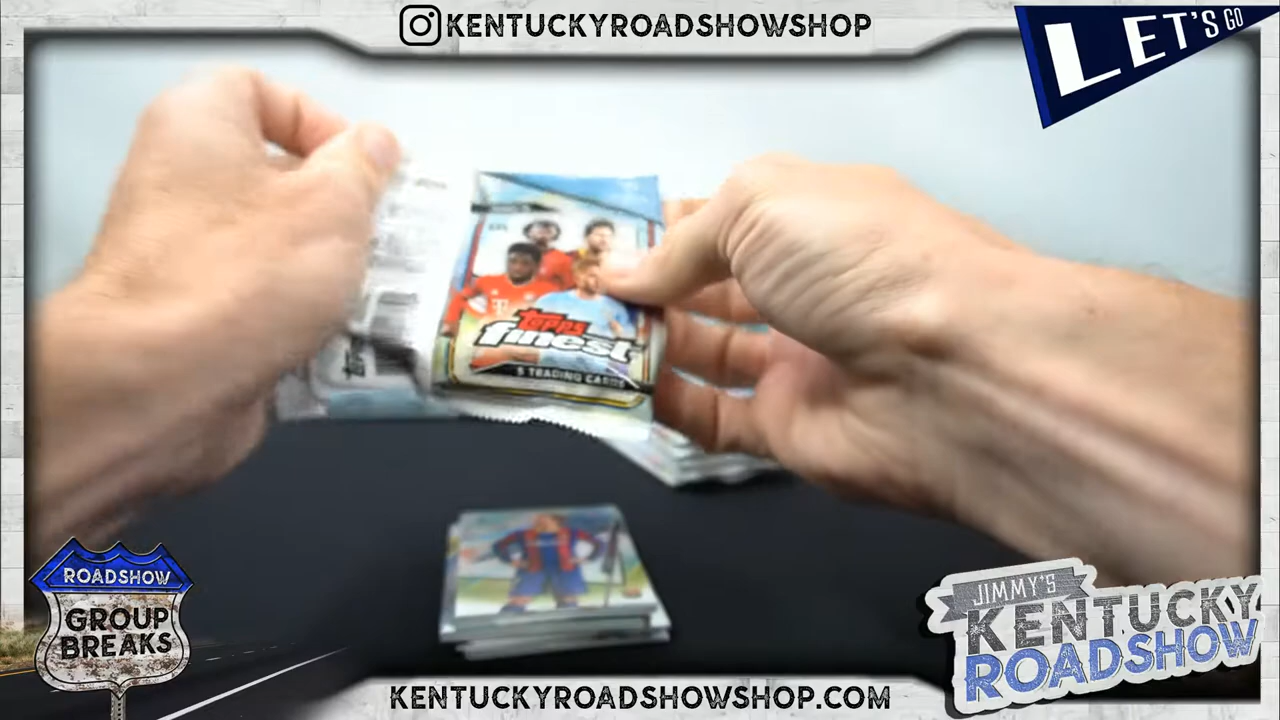 KENTUCKYROADSHOWSHOP
LET'S GO
topps
finest
5 TRADING CARDS
ROADSHOW
GROUP
BREAKS
JIMMY'S
KENTUCKY
ROADSHOW
KENTUCKYROADSHOWSHOP.COM